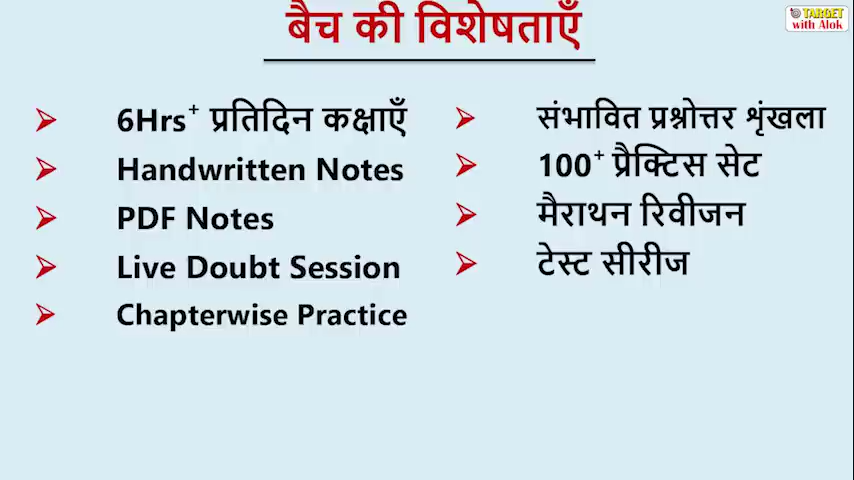 बैच की विशेषताएँ
TARGET
with Alok
6Hrs+ प्रतिदिन कक्षाएँ
Handwritten Notes
PDF Notes
Live Doubt Session
Chapterwise Practice
संभावित प्रश्नोत्तर शृंखला
100+ प्रैक्टिस सेट
मैराथन रिवीजन
टेस्ट सीरीज